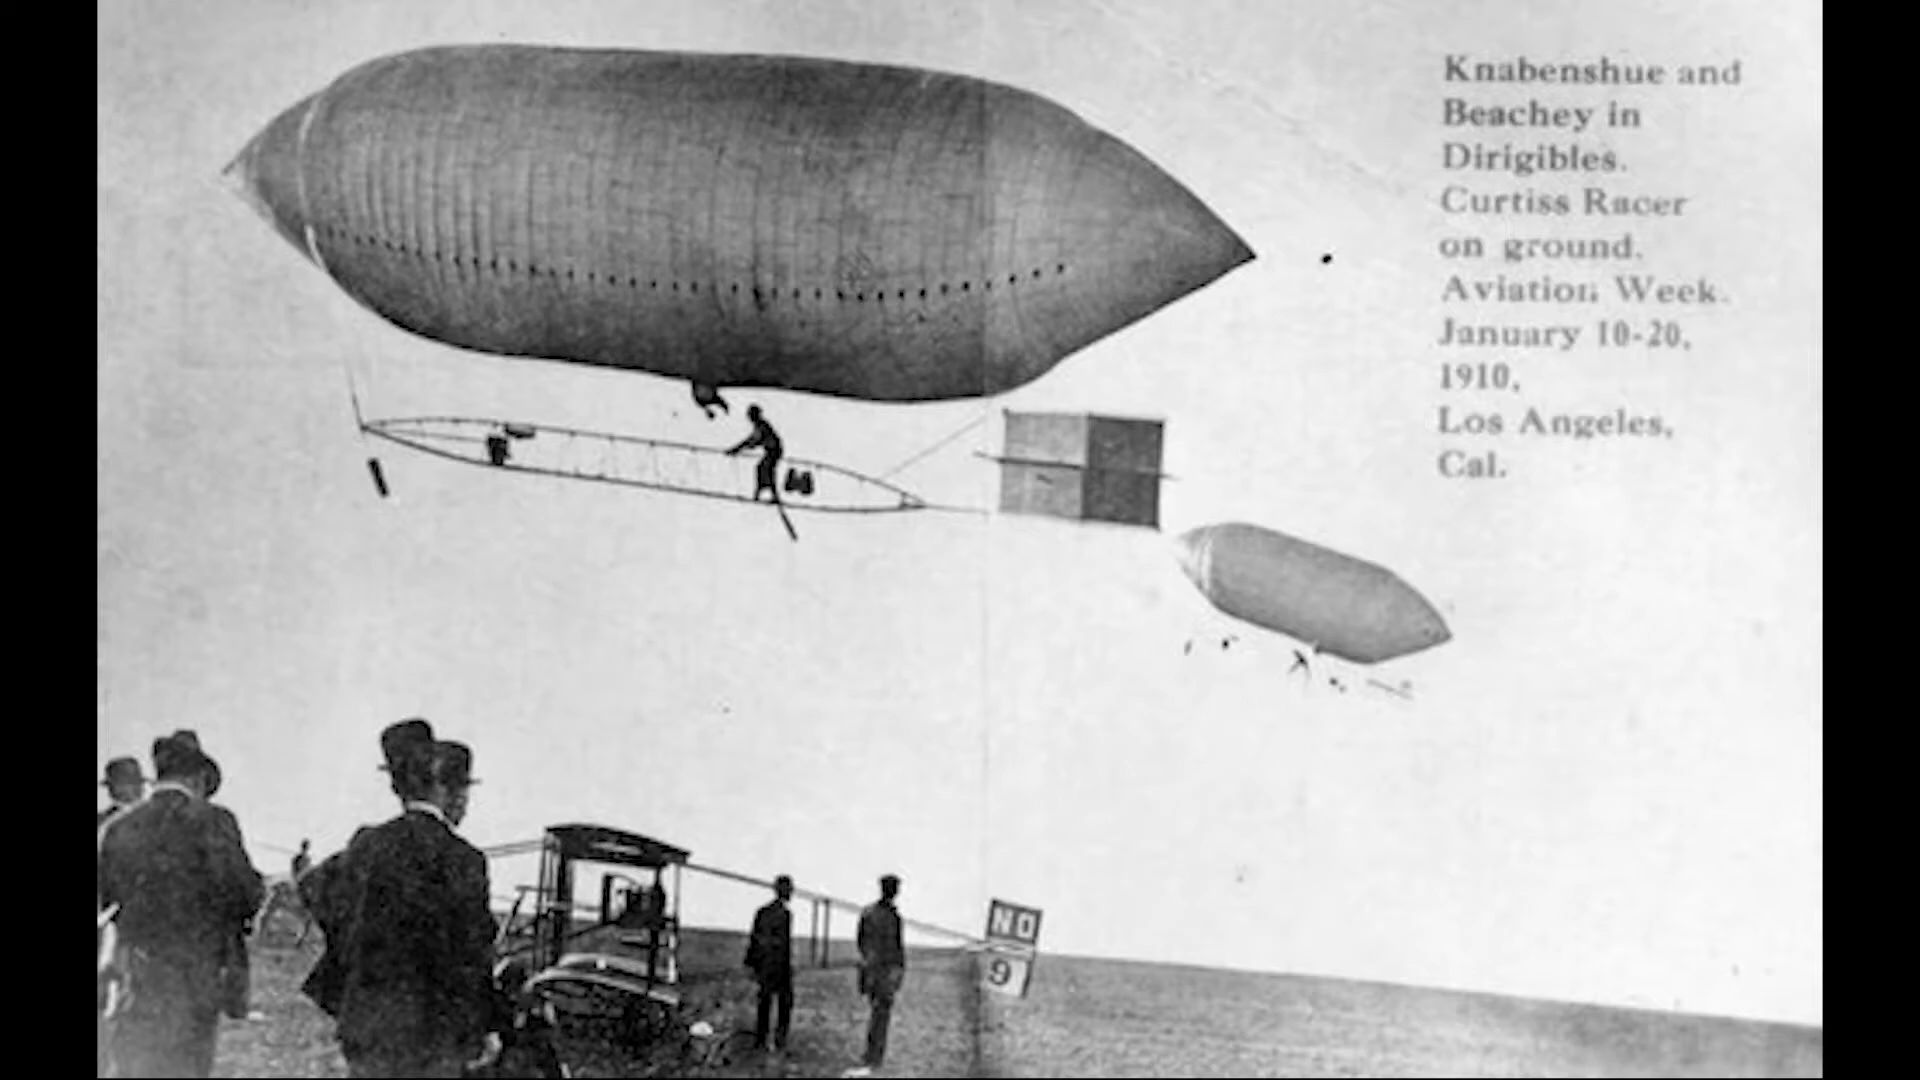 Knabenshue and
Beachey in
Dirigibles.
Curtiss Racer
on ground.
Aviation Week.
January 10-20,
1910,
Los Angeles,
Cal.
NO
9